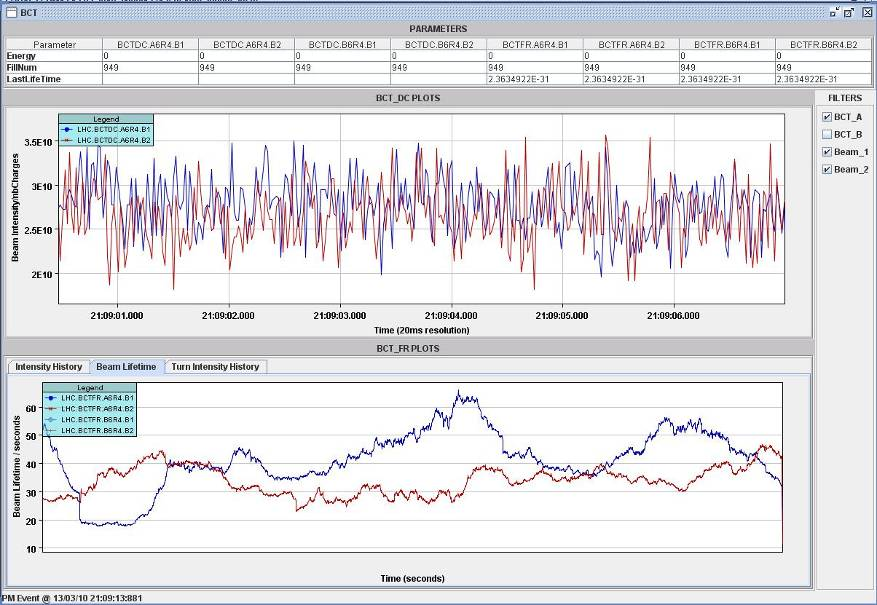 BCT
PARAMETERS
Parameter BCTDC.A6R4.B1 BCTDC.A6R4.B2 BCTDC.B6R4.B1 BCTDC.B6R4.B2 BCTFR.A6R4.B1 BCTFR.A6R4.B2 BCTFR.B6R4.B1 BCTFR.B6R4.B2
Energy 0 0 0 0 0 0 0 0
FillNum 949 949 949 949 949 949 949 949
LastLifeTime 2.3634922E-31 2.3634922E-31 2.3634922E-31 2.3634922E-31
BCT_DC PLOTS
Legend
LHC.BCTDC.A6R4.B1
LHC.BCTDC.A6R4.B2
Beam Intensity/nbCharges
3.5E10
3E10
2.5E10
2E10
21:09:01.000 21:09:02.000 21:09:03.000 21:09:04.000 21:09:05.000 21:09:06.000
Time (20ms resolution)
FILTERS
BCT_A
BCT_B
Beam_1
Beam_2
BCT_FR PLOTS
Intensity History Beam Lifetime Turn Intensity History
Legend
LHC.BCTFR.A6R4.B1
LHC.BCTFR.A6R4.B2
LHC.BCTFR.B6R4.B1
LHC.BCTFR.B6R4.B2
Beam Lifetime / seconds
60
50
40
30
20
10
Time (seconds)
PM Event @ 13/03/10 21:09:13:881